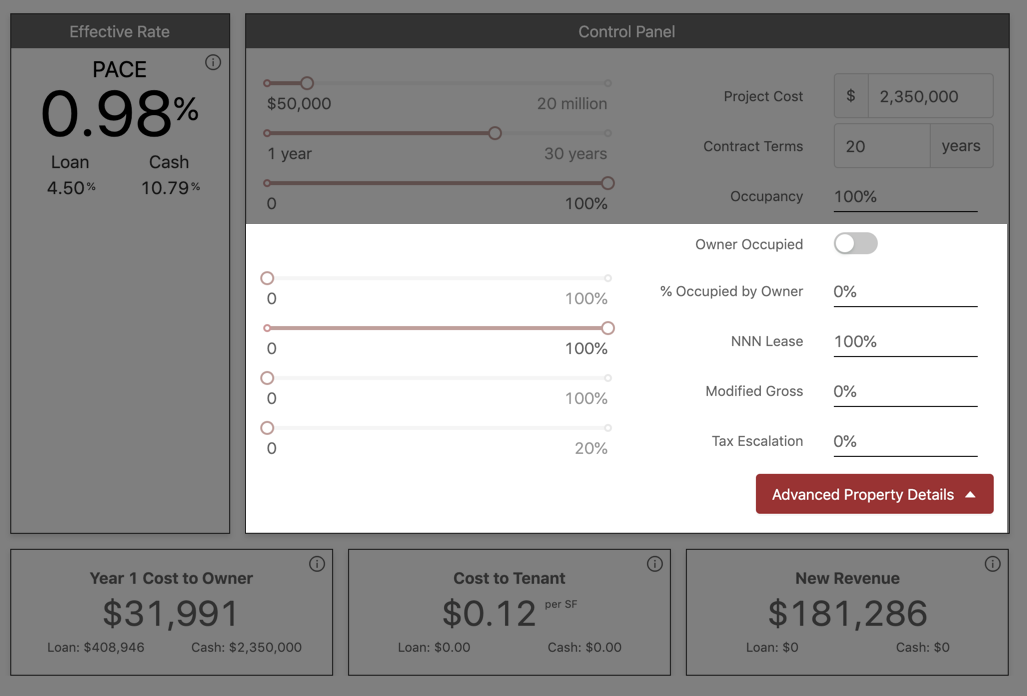 Effective Rate
PACE
0.98%
Loan Cash
4.50% 10.79%
Control Panel
$50,000 20 million
Project Cost $ 2,350,000
1 year 30 years
Contract Terms 20 years
0 100%
Occupancy 100%
Owner Occupied
0 100%
% Occupied by Owner 0%
0 100%
NNN Lease 100%
0 100%
Modified Gross 0%
0 20%
Tax Escalation 0%
Advanced Property Details
Year 1 Cost to Owner
$31,991
Loan: $408,946 Cash: $2,350,000
Cost to Tenant
$0.12 per SF
Loan: $0.00 Cash: $0.00
New Revenue
$181,286
Loan: $0 Cash: $0